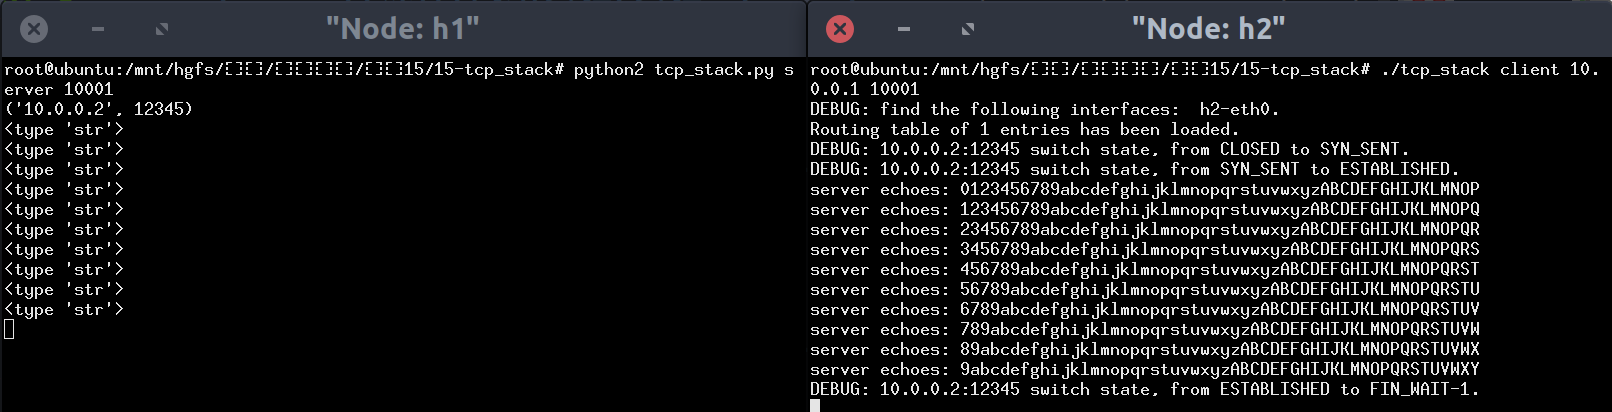 "Node: h1"
root@ubuntu:/mnt/hgfs/[][]/[][][][]/[][]15/15-tcp_stack# python2 tcp_stack.py s
erver 10001
('10.0.0.2', 12345)
<type 'str'>
<type 'str'>
<type 'str'>
<type 'str'>
<type 'str'>
<type 'str'>
<type 'str'>
<type 'str'>
<type 'str'>
<type 'str'>
"Node: h2"
root@ubuntu:/mnt/hgfs/[][]/[][][][]/[][]15/15-tcp_stack# ./tcp_stack client 10.
0.0.1 10001
DEBUG: find the following interfaces:  h2-eth0.
Routing table of 1 entries has been loaded.
DEBUG: 10.0.0.2:12345 switch state, from CLOSED to SYN_SENT.
DEBUG: 10.0.0.2:12345 switch state, from SYN_SENT to ESTABLISHED.
server echoes: 0123456789abcdefghijklmnopqrstuvwxyzABCDEFGHIJKLMNOP
server echoes: 123456789abcdefghijklmnopqrstuvwxyzABCDEFGHIJKLMNOPQ
server echoes: 23456789abcdefghijklmnopqrstuvwxyzABCDEFGHIJKLMNOPQR
server echoes: 3456789abcdefghijklmnopqrstuvwxyzABCDEFGHIJKLMNOPQRS
server echoes: 456789abcdefghijklmnopqrstuvwxyzABCDEFGHIJKLMNOPQRST
server echoes: 56789abcdefghijklmnopqrstuvwxyzABCDEFGHIJKLMNOPQRSTU
server echoes: 6789abcdefghijklmnopqrstuvwxyzABCDEFGHIJKLMNOPQRSTUV
server echoes: 789abcdefghijklmnopqrstuvwxyzABCDEFGHIJKLMNOPQRSTUVW
server echoes: 89abcdefghijklmnopqrstuvwxyzABCDEFGHIJKLMNOPQRSTUVWX
server echoes: 9abcdefghijklmnopqrstuvwxyzABCDEFGHIJKLMNOPQRSTUVWXY
DEBUG: 10.0.0.2:12345 switch state, from ESTABLISHED to FIN_WAIT-1.